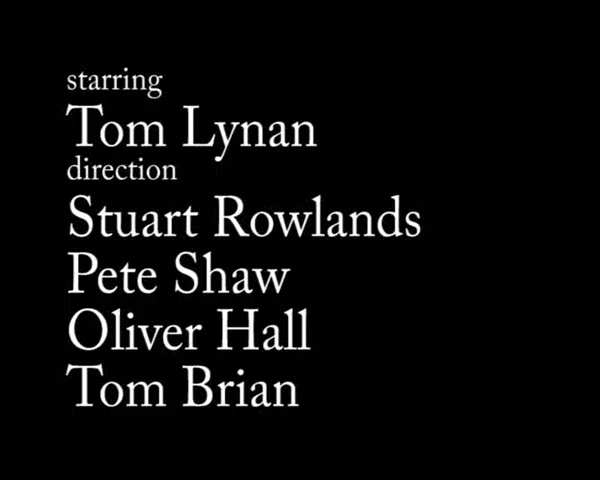 starring
Tom Lynan
direction
Stuart Rowlands
Pete Shaw
Oliver Hall
Tom Brian